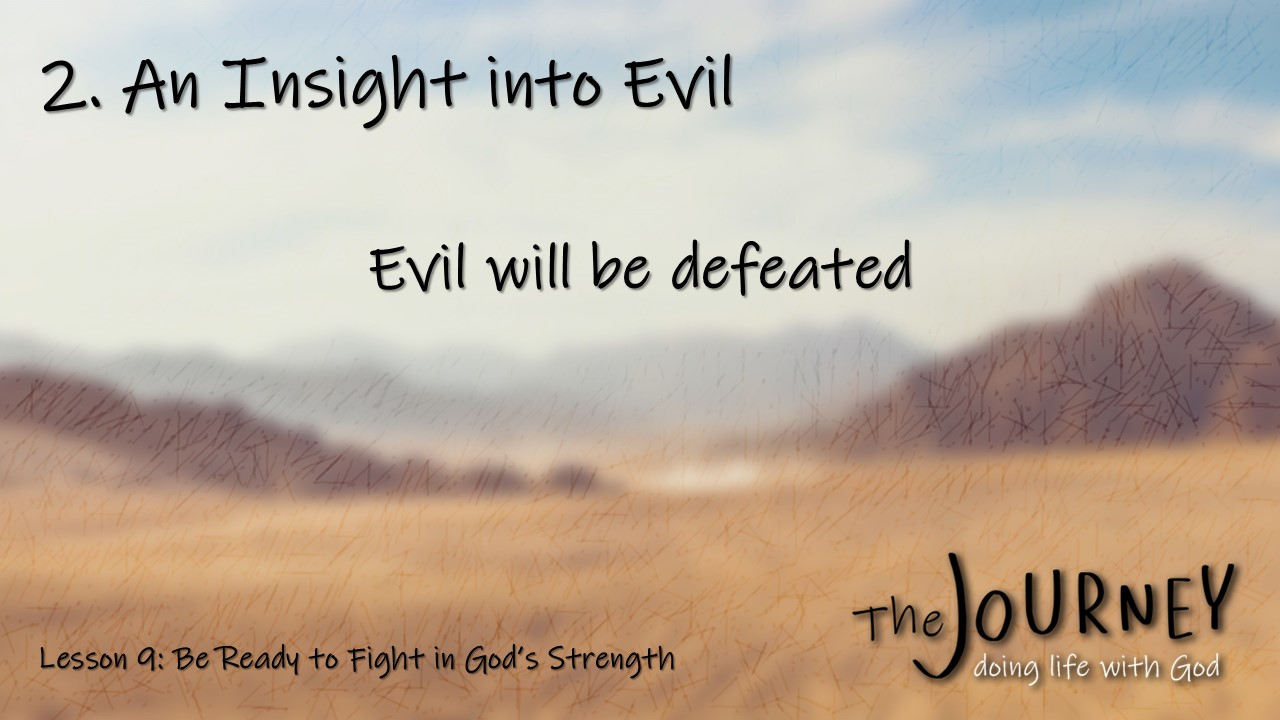 2. An Insight into Evil
Evil will be defeated
Lesson 9: Be Ready to Fight in God's Strength
The JOURNEY
doing life with God